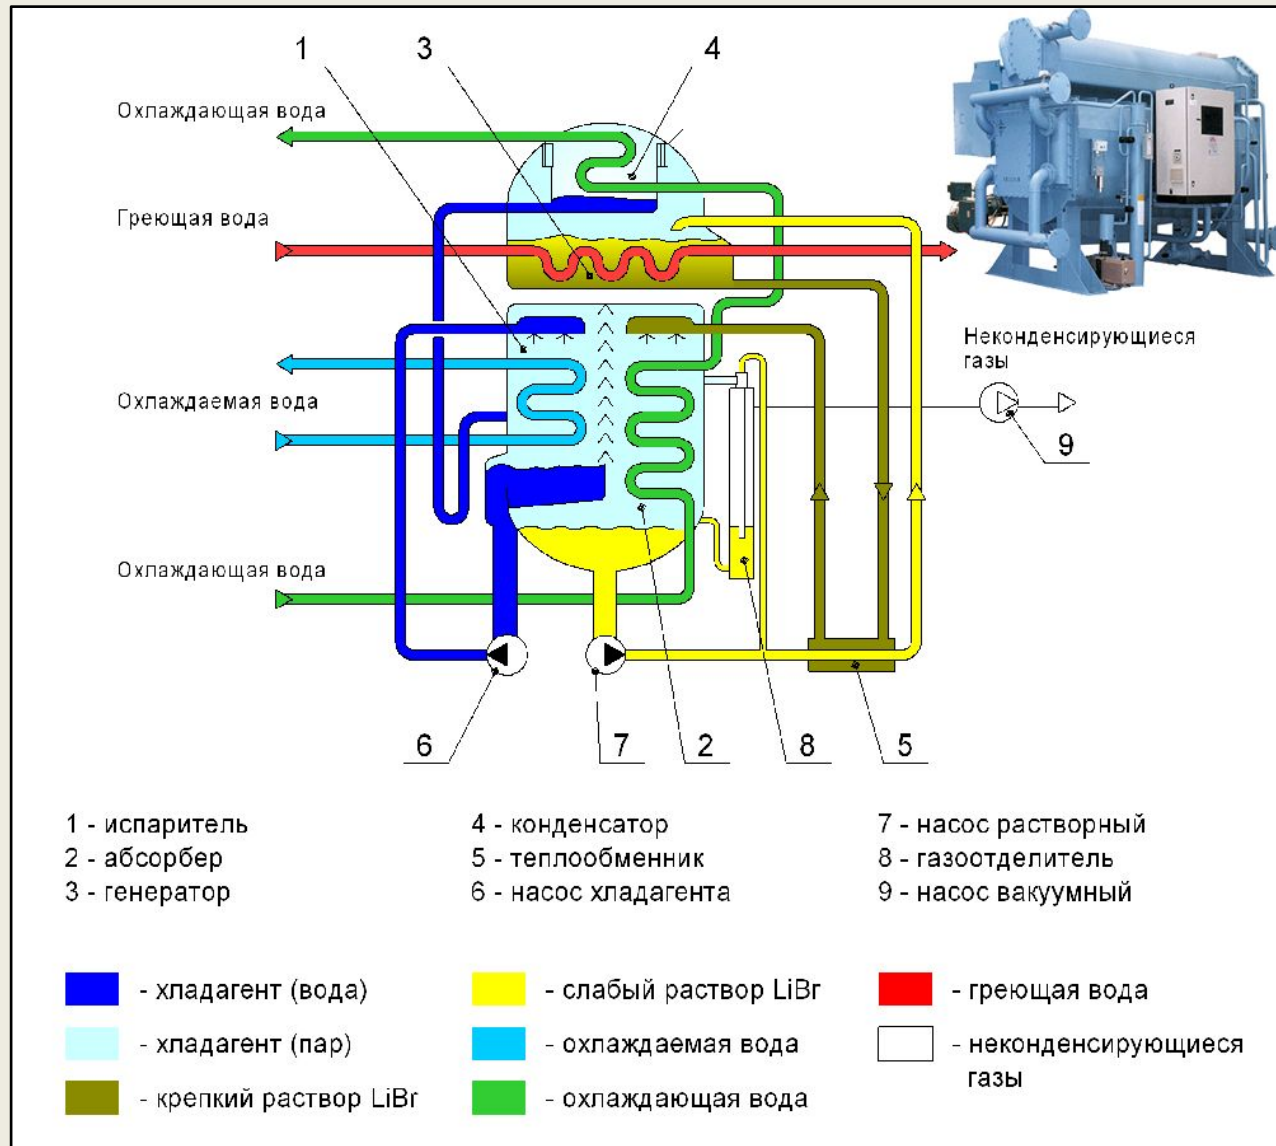 1 3 4
Охлаждающая вода
Греющая вода
Неконденсирующиеся
газы
Охлаждаемая вода
9
Охлаждающая вода
6 7 2 8 5
1 - испаритель
2 - абсорбер
3 - генератор
4 - конденсатор
5 - теплообменник
6 - насос хладагента
7 - насос растворный
8 - газоотделитель
9 - насос вакуумный
- хладагент (вода)
- хладагент (пар)
- крепкий раствор LiBr
- слабый раствор LiBr
- охлаждаемая вода
- охлаждающая вода
- греющая вода
- неконденсирующиеся
газы